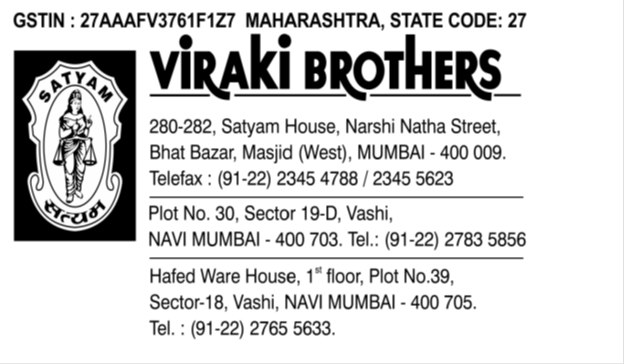 GSTIN : 27AAAFV3761F1Z7 MAHARASHTRA, STATE CODE: 27
SATYAM
सत्यम
ViRAKi BROTHERS
280-282, Satyam House, Narshi Natha Street,
Bhat Bazar, Masjid (West), MUMBAI - 400 009.
Telefax : (91-22) 2345 4788 / 2345 5623
Plot No. 30, Sector 19-D, Vashi,
NAVI MUMBAI - 400 703. Tel.: (91-22) 2783 5856
Hafed Ware House, 1st floor, Plot No.39,
Sector-18, Vashi, NAVI MUMBAI - 400 705.
Tel. : (91-22) 2765 5633.